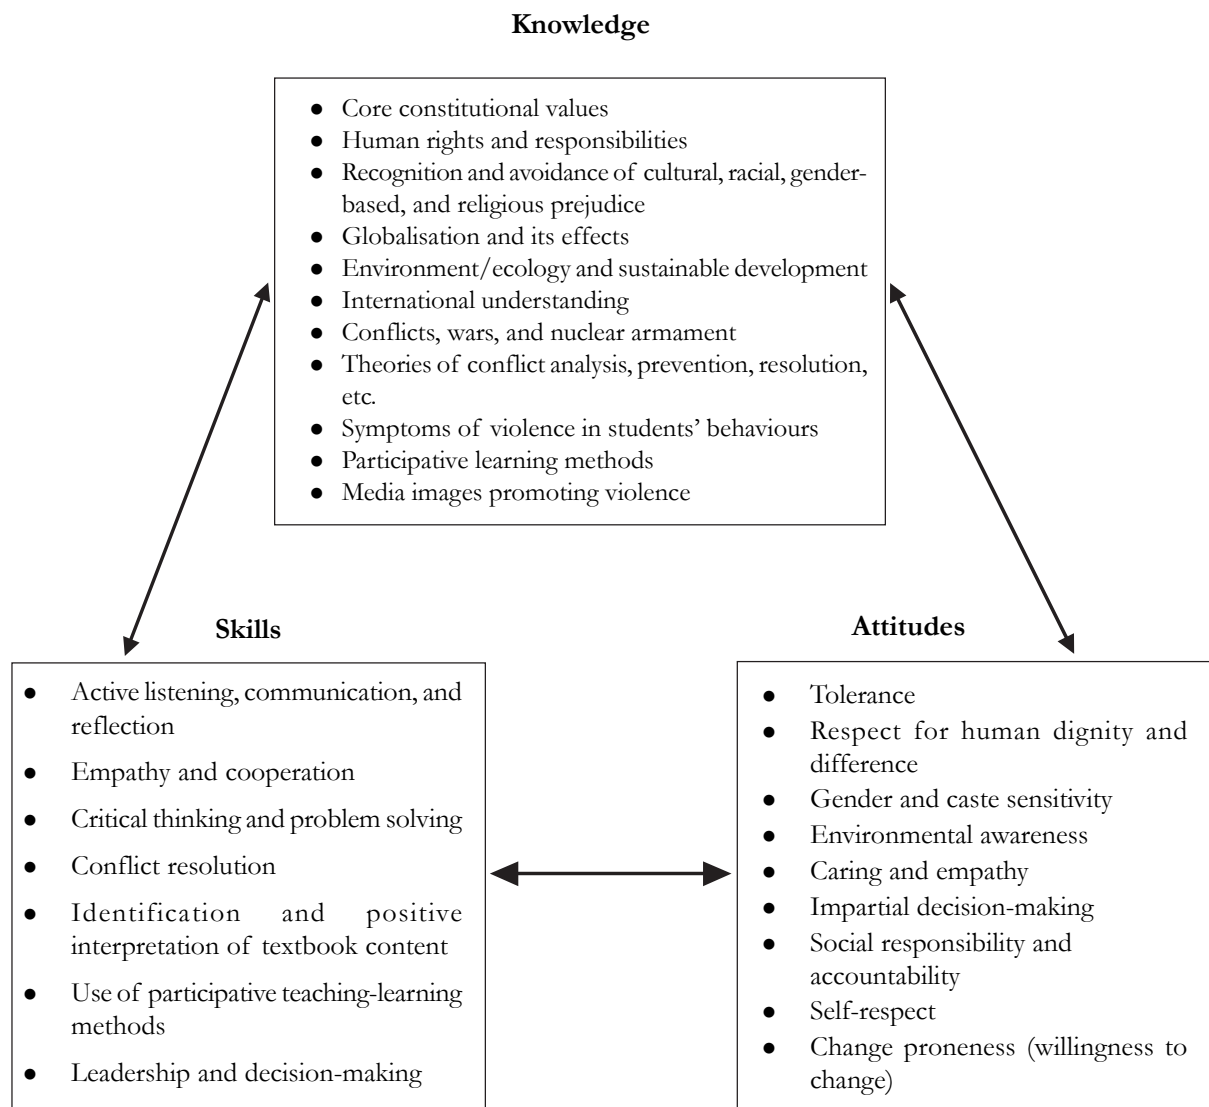 Knowledge
● Core constitutional values
● Human rights and responsibilities
● Recognition and avoidance of cultural, racial, gender-
based, and religious prejudice
● Globalisation and its effects
● Environment/ecology and sustainable development
● International understanding
● Conflicts, wars, and nuclear armament
● Theories of conflict analysis, prevention, resolution,
etc.
● Symptoms of violence in students’ behaviours
● Participative learning methods
● Media images promoting violence
Skills
● Active listening, communication, and
reflection
● Empathy and cooperation
● Critical thinking and problem solving
● Conflict resolution
● Identification and positive
interpretation of textbook content
● Use of participative teaching-learning
methods
● Leadership and decision-making
Attitudes
● Tolerance
● Respect for human dignity and
difference
● Gender and caste sensitivity
● Environmental awareness
● Caring and empathy
● Impartial decision-making
● Social responsibility and
accountability
● Self-respect
● Change proneness (willingness to
change)